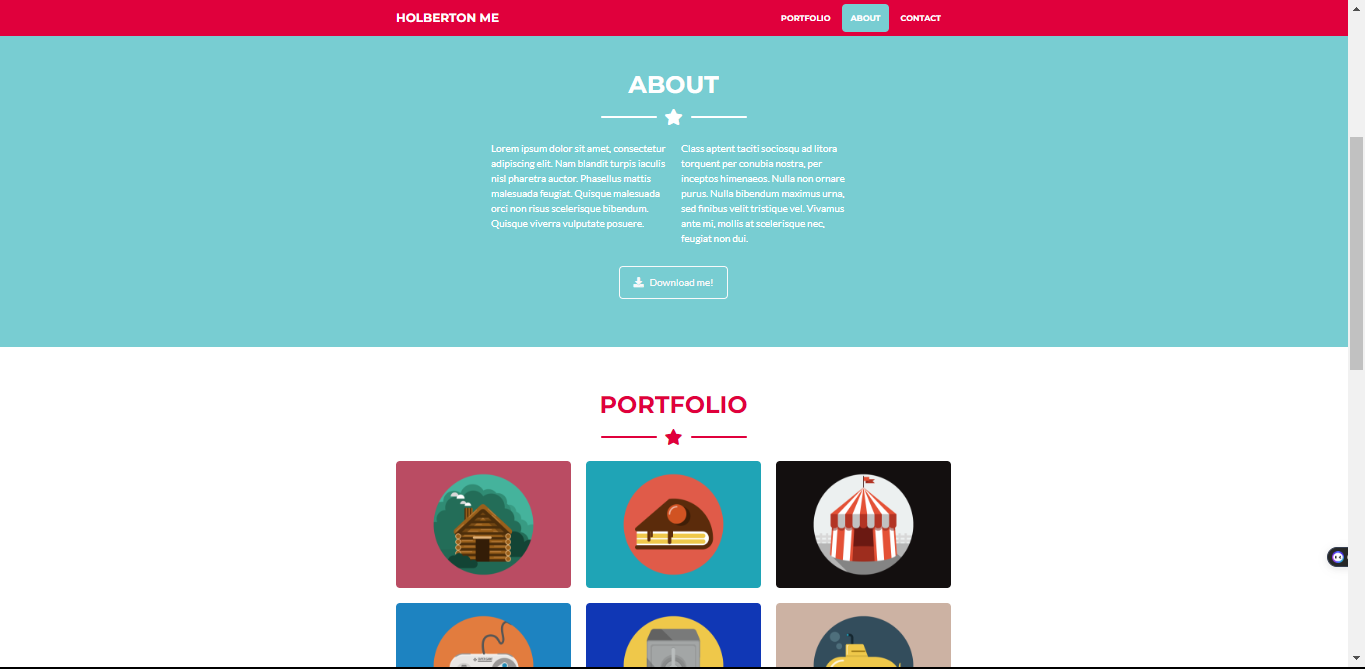 HOLBERTON ME
PORTFOLIO
ABOUT
CONTACT
ABOUT
Lorem ipsum dolor sit amet, consectetur
adipiscing elit. Nam blandit turpis iaculis
nisl pharetra auctor. Phasellus mattis
malesuada feugiat. Quisque malesuada
orci non risus scelerisque bibendum.
Quisque viverra vulputate posuere.
Class aptent taciti sociosqu ad litora
torquent per conubia nostra, per
inceptos himenaeos. Nulla non ornare
purus. Nulla bibendum maximus urna,
sed finibus velit tristique vel. Vivamus
ante mi, mollis at scelerisque nec,
feugiat non dui.
Download me!
PORTFOLIO